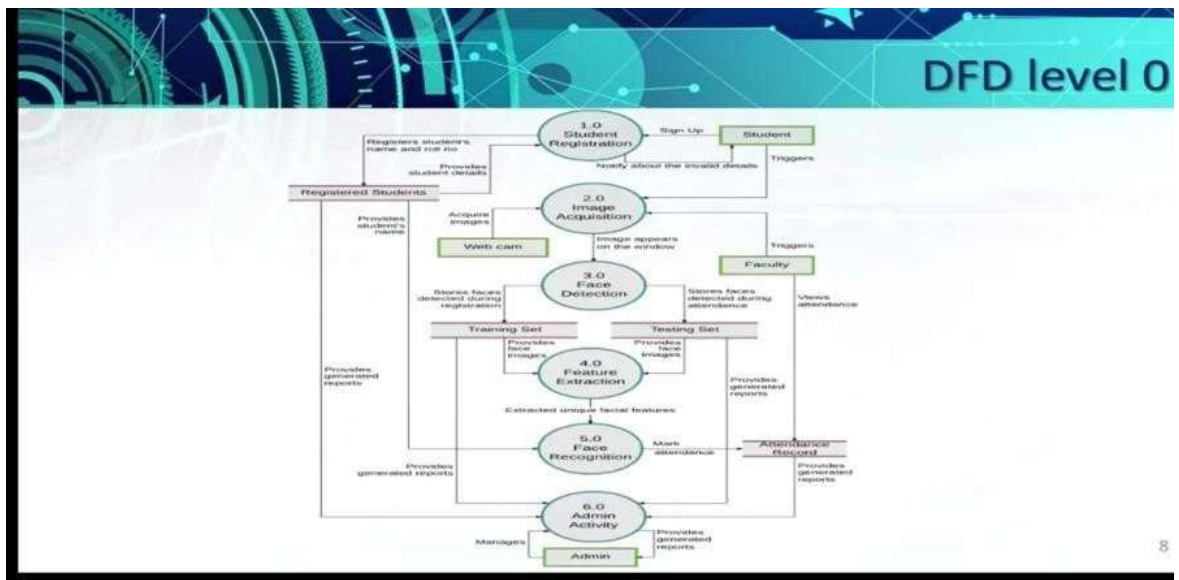 DFD level 0
1.0
Student
Registration
Sign Up
Student
Registers student's
name and roll no
Provides
student details
Notify about the invalid details
Triggers
Registered Students
2.0
Image
Acquisition
Acquire
Images
Provides
student's
name
Web cam
Image appears
on the window
Triggers
Faculty
3.0
Face
Detection
Stores faces
detected during
registration
Stores faces
detected during
attendance
Views
attendance
Training Set
Testing Set
Provides
face
images
Provides
face
images
4.0
Feature
Extraction
Provides
generated
reports
Provides
generated
reports
Extracted unique facial features
5.0
Face
Recognition
Mark
attendance
Attendance
Record
Provides
generated reports
Provides
generated
reports
6.0
Admin
Activity
Manages
Provides
generated
reports
Admin
8